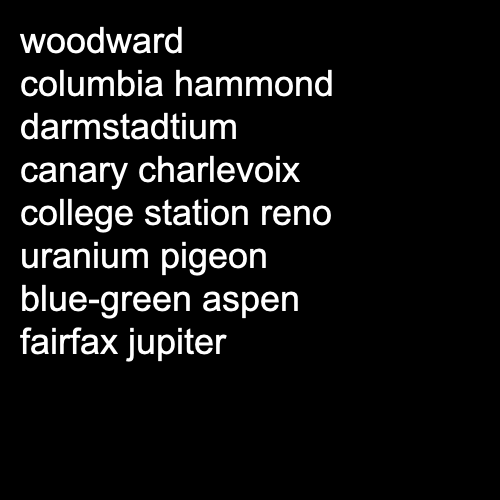 woodward
columbia hammond
darmstadtium
canary charlevoix
college station reno
uranium pigeon
blue-green aspen
fairfax jupiter